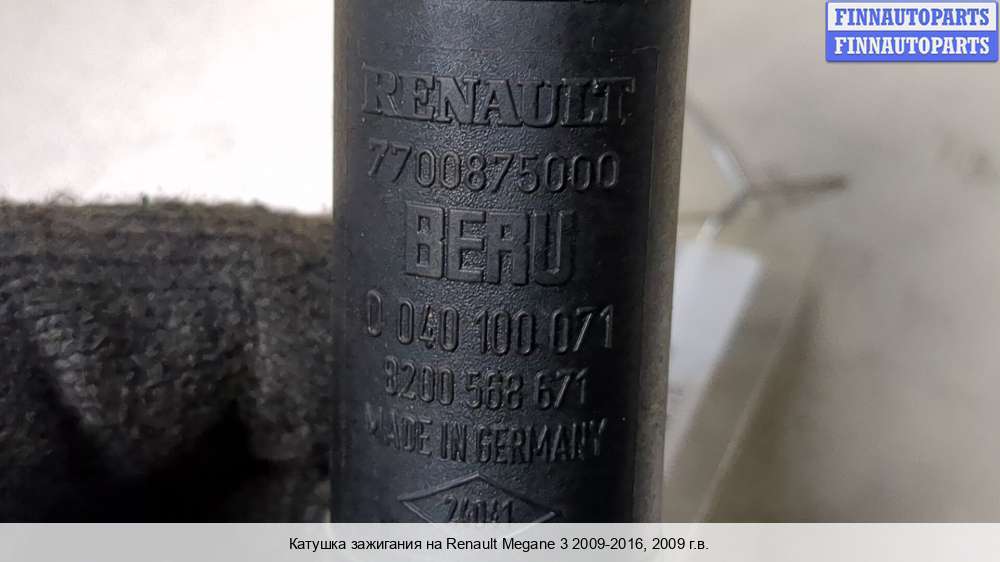 FINNAUTOPARTS
FINNAUTOPARTS
RENAULT
7700875000
BERU
0 040 100 071
8200 568 671
MADE IN GERMANY
Катушка зажигания на Renault Megane 3 2009-2016, 2009 г.в.